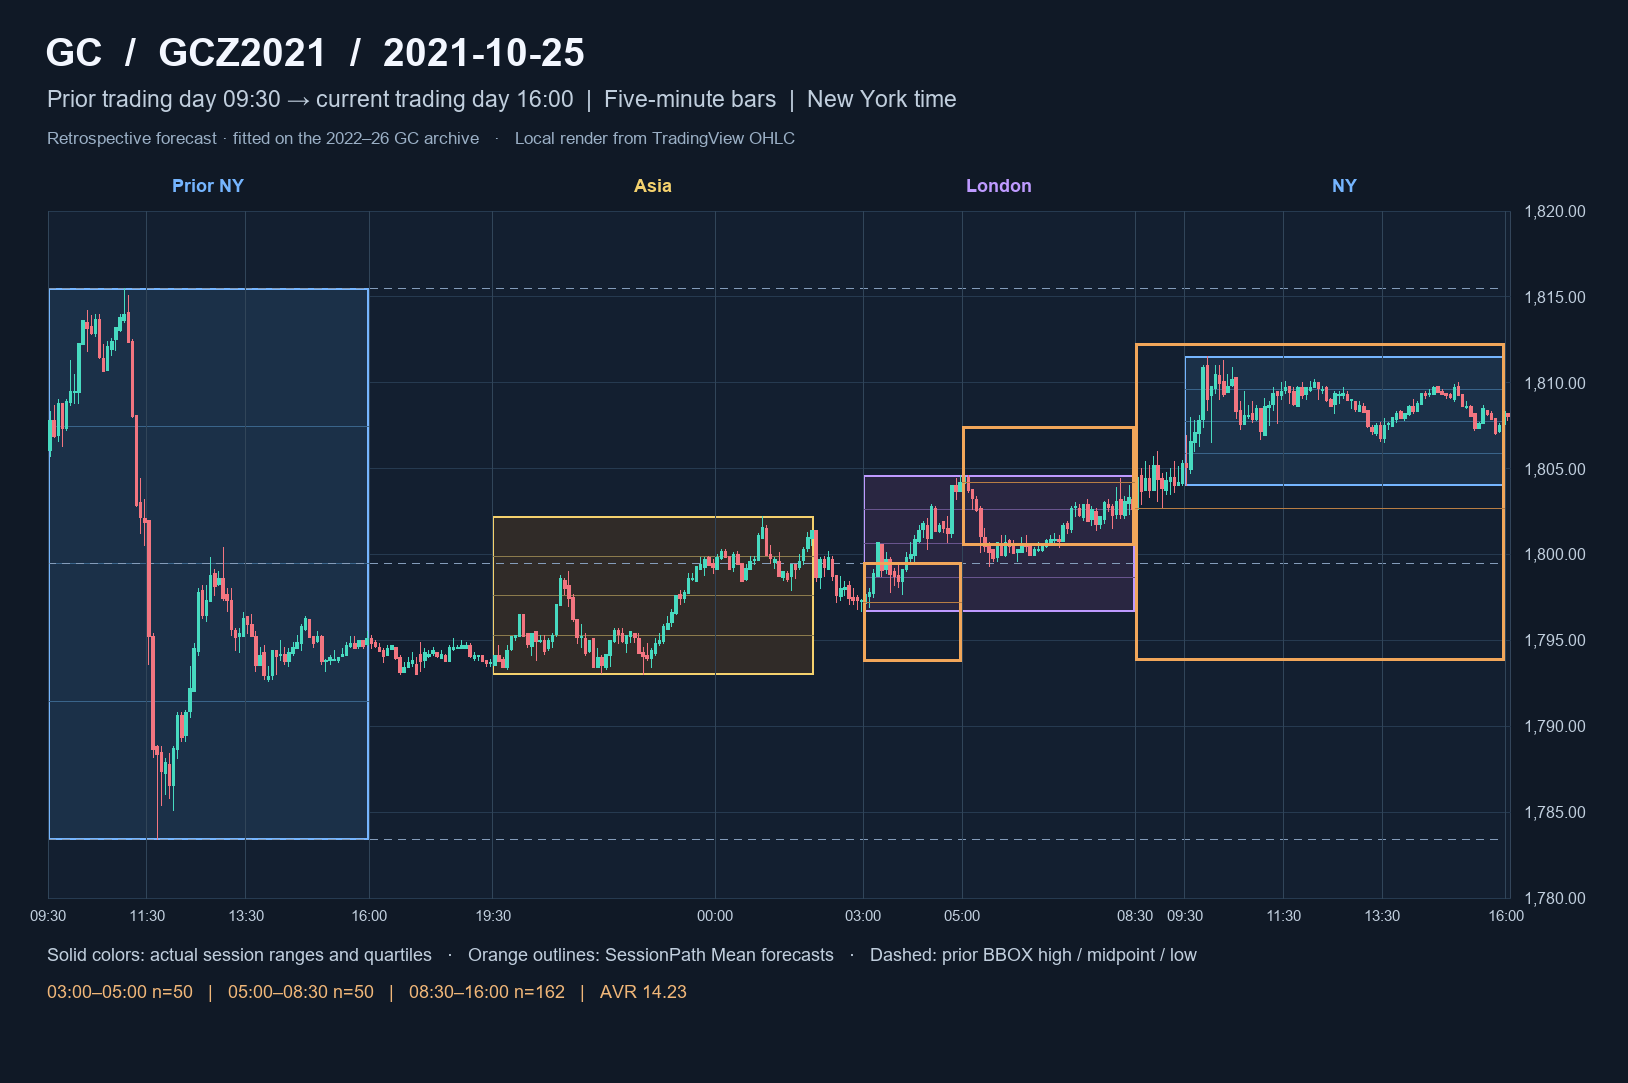 GC / GCZ2021 / 2021-10-25
Prior trading day 09:30 → current trading day 16:00 | Five-minute bars | New York time
Retrospective forecast · fitted on the 2022–26 GC archive · Local render from TradingView OHLC
Prior NY Asia London NY
1,820.00
1,815.00
1,810.00
1,805.00
1,800.00
1,795.00
1,790.00
1,785.00
1,780.00
09:30 11:30 13:30 16:00 19:30 00:00 03:00 05:00 08:30 09:30 11:30 13:30 16:00
Solid colors: actual session ranges and quartiles · Orange outlines: SessionPath Mean forecasts · Dashed: prior BBOX high / midpoint / low
03:00–05:00 n=50 | 05:00–08:30 n=50 | 08:30–16:00 n=162 | AVR 14.23